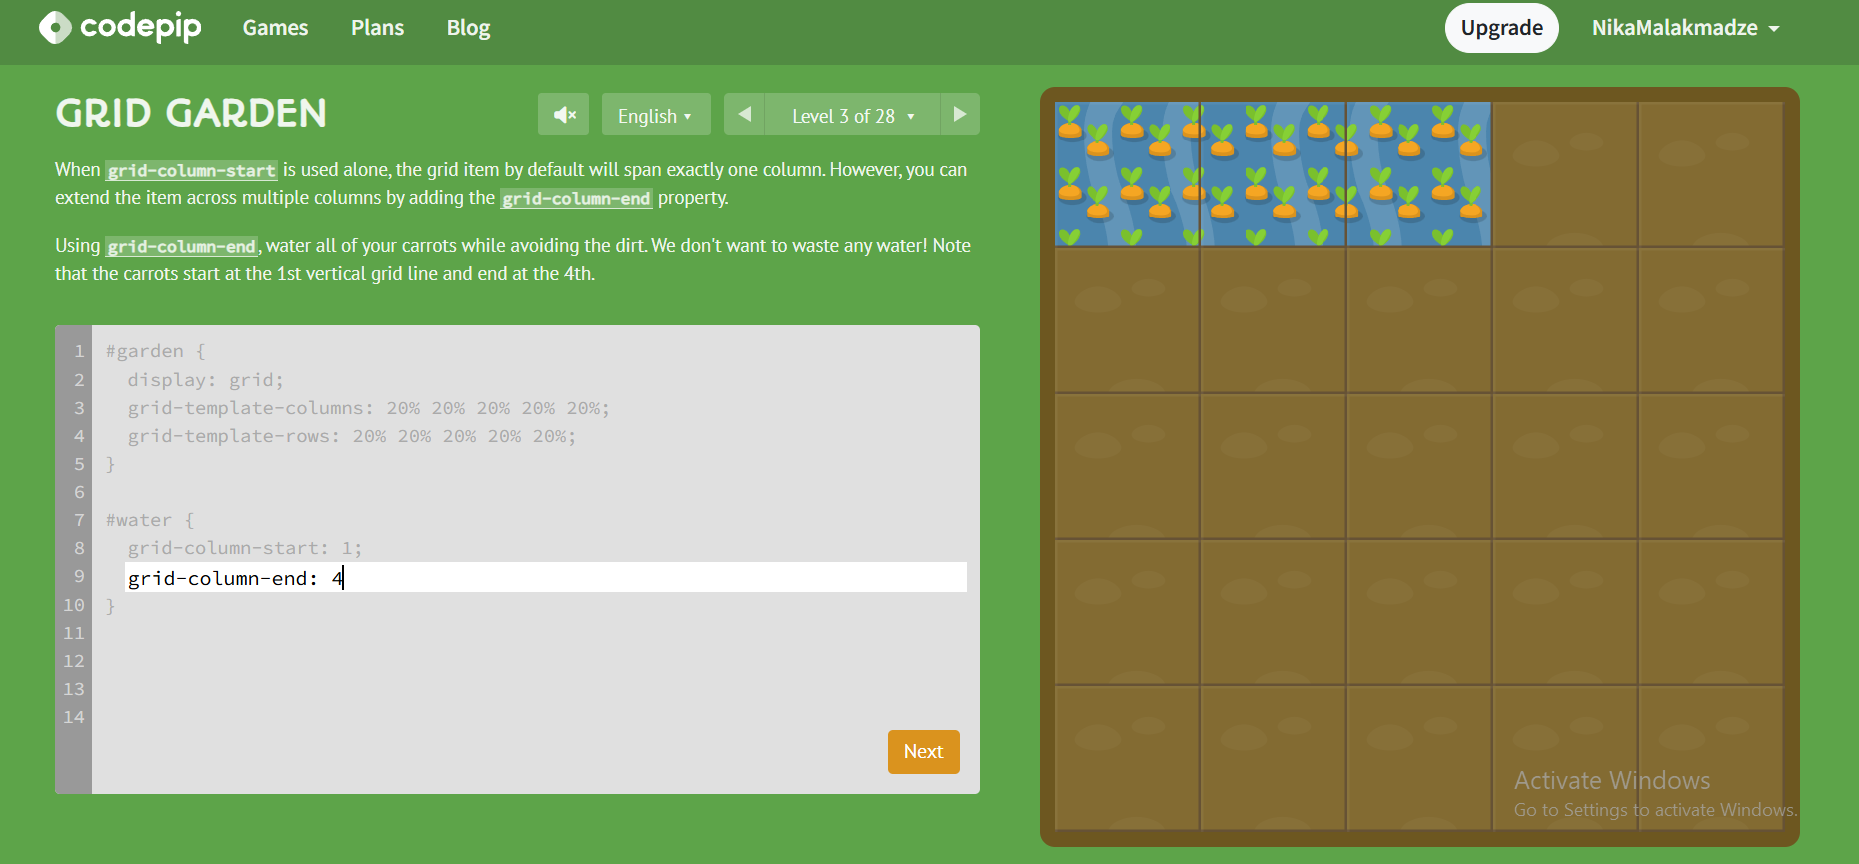 codepip Games Plans Blog Upgrade NikaMalakmadze
GRID GARDEN English Level 3 of 28
When grid-column-start is used alone, the grid item by default will span exactly one column. However, you can
extend the item across multiple columns by adding the grid-column-end property.
Using grid-column-end, water all of your carrots while avoiding the dirt. We don't want to waste any water! Note
that the carrots start at the 1st vertical grid line and end at the 4th.
1 #garden {
2 display: grid;
3 grid-template-columns: 20% 20% 20% 20% 20%;
4 grid-template-rows: 20% 20% 20% 20% 20%;
5 }
6
7 #water {
8 grid-column-start: 1;
9 grid-column-end: 4
10 }
11
12
13
14
Next
Activate Windows
Go to Settings to activate Windows.